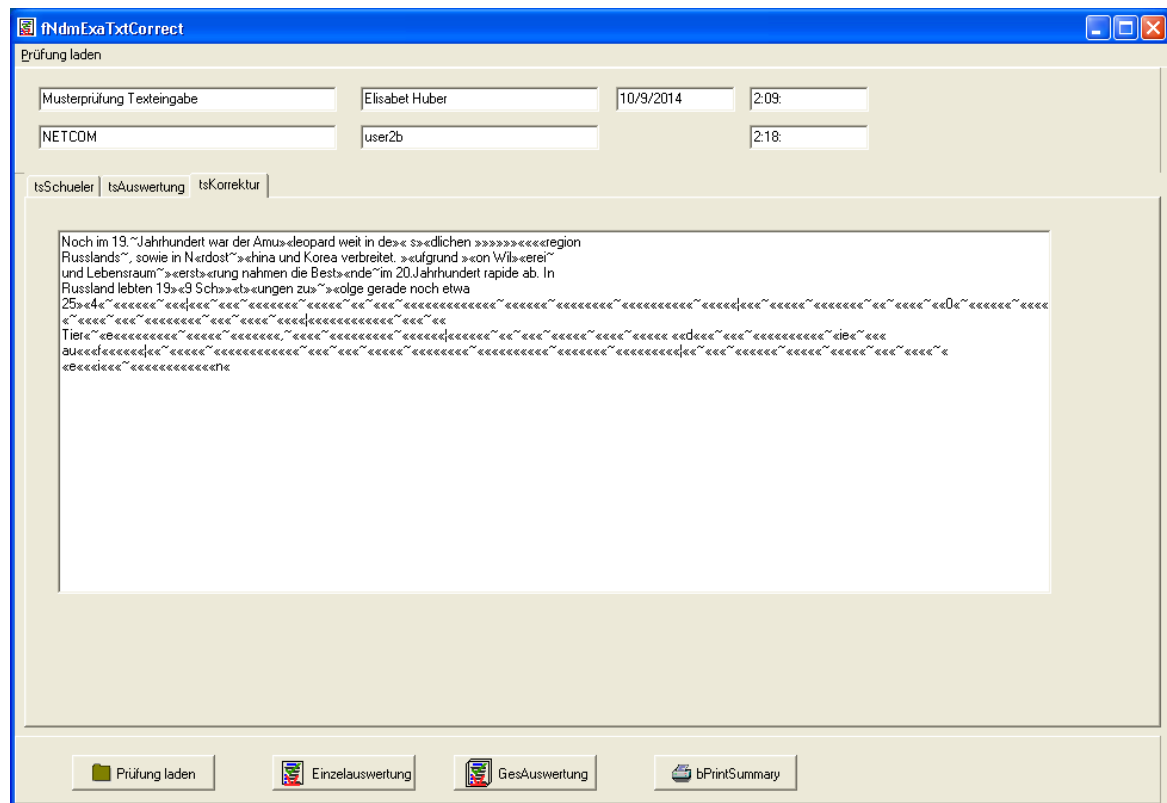 fNdmExaTxtCorrect
Prüfung laden
Musterprüfung Texteingabe
Elisabet Huber
10/9/2014
2:09:
NETCOM
user2b
2:18:
tsSchueler
tsAuswertung
tsKorrektur
Noch im 19.~Jahrhundert war der Amu»«leopard weit in de»« s»«dlichen »»»»»»««««region
Russlands~, sowie in N«rdost~»«hina und Korea verbreitet. »«ufgrund »«on Wil»«erei~
und Lebensraum~»«erst»«rung nahmen die Best»«nde~im 20.Jahrhundert rapide ab. In
Russland lebten 19»«9 Sch»»«t»«ungen zu»~»«olge gerade noch etwa
Prüfung laden
Einzelauswertung
GesAuswertung
bPrintSummary